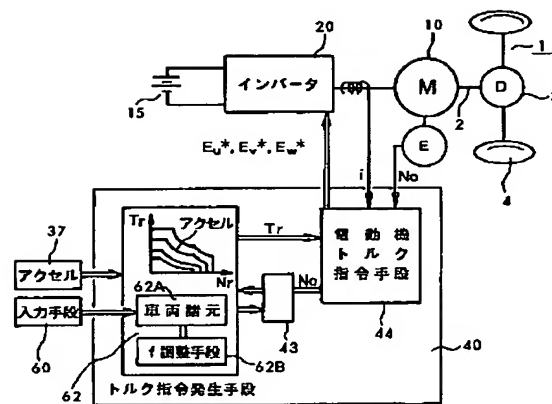 20
10
1
インバータ
M
D
3
15
2
E
4
Eu*, Ev*, Ew*
i
No
37
アクセル
Tr
アクセル
Nr
Tr
電動機
トルク
指令手段
No
44
入力手段
60
62A
車両諸元
43
40
f調整手段
62
62B
トルク指令発生手段